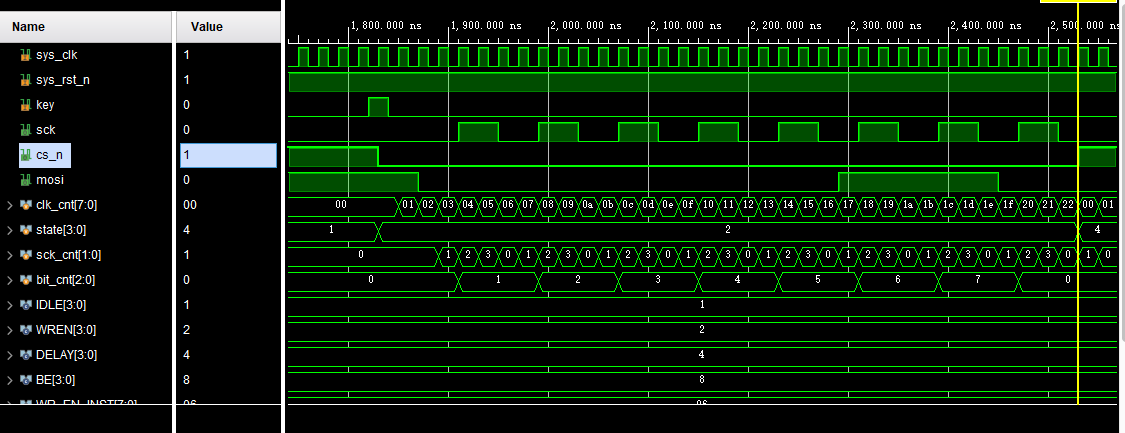 Name Value
1,800.000 ns 1,900.000 ns 2,000.000 ns 2,100.000 ns 2,200.000 ns 2,300.000 ns 2,400.000 ns 2,500.000
sys_clk 1
sys_rst_n 1
key 0
sck 0
cs_n 1
mosi 0
clk_cnt[7:0] 00 00 01 02 03 04 05 06 07 08 09 0a 0b 0c 0d 0e 0f 10 11 12 13 14 15 16 17 18 19 1a 1b 1c 1d 1e 1f 20 21 22 00 01
state[3:0] 4 1 2 4
sck_cnt[1:0] 1 0 1 2 3 0 1 2 3 0 1 2 3 0 1 2 3 0 1 2 3 0 1 2 3 0 1 2 3 0 1 2 3 0 1 0
bit_cnt[2:0] 0 0 1 2 3 4 5 6 7 0
IDLE[3:0] 1 1
WREN[3:0] 2 2
DELAY[3:0] 4 4
BE[3:0] 8 8
WR_EN_INST[7:0] 06 06